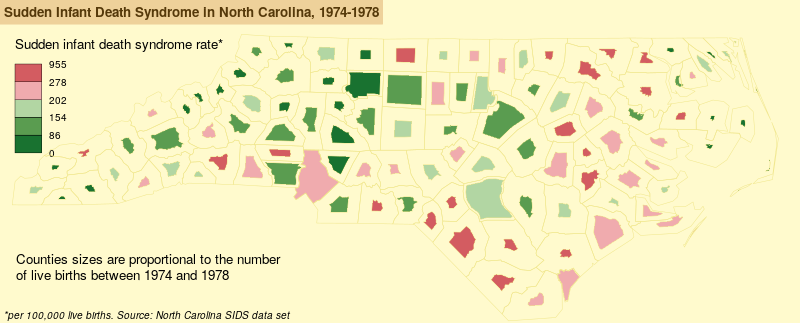 Sudden Infant Death Syndrome in North Carolina, 1974-1978
Sudden infant death syndrome rate*
955
278
202
154
86
0
Counties sizes are proportional to the number
of live births between 1974 and 1978
*per 100,000 live births. Source: North Carolina SIDS data set